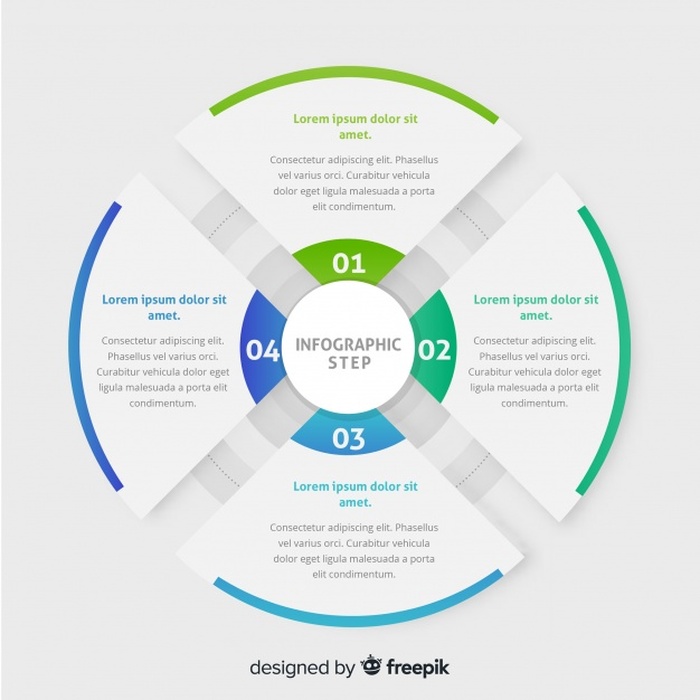 Lorem ipsum dolor sit
amet.
Consectetur adipiscing elit. Phasellus
vel varius orci. Curabitur vehicula
dolor eget ligula malesuada a porta
elit condimentum.
01
Lorem ipsum dolor sit
amet.
Consectetur adipiscing elit.
Phasellus vel varius orci.
Curabitur vehicula dolor eget
ligula malesuada a porta elit
condimentum.
04
INFOGRAPHIC
STEP
02
Lorem ipsum dolor sit
amet.
Consectetur adipiscing elit.
Phasellus vel varius orci.
Curabitur vehicula dolor eget
ligula malesuada a porta elit
condimentum.
03
Lorem ipsum dolor sit
amet.
Consectetur adipiscing elit. Phasellus
vel varius orci. Curabitur vehicula
dolor eget ligula malesuada a porta
elit condimentum.
designed by freepik